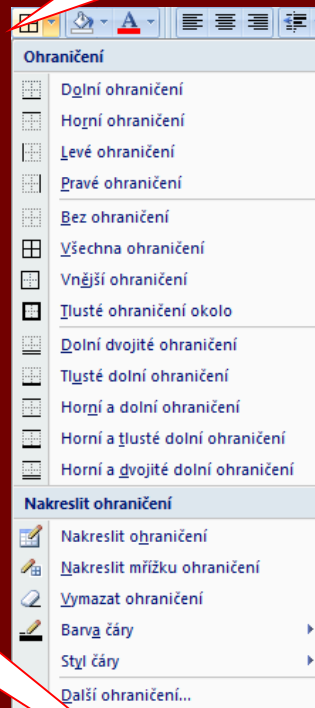 A
Ohraničení
Dolní ohraničení
Horní ohraničení
Levé ohraničení
Pravé ohraničení
Bez ohraničení
Všechna ohraničení
Vnější ohraničení
Tlusté ohraničení okolo
Dolní dvojité ohraničení
Tlusté dolní ohraničení
Horní a dolní ohraničení
Horní a tlusté dolní ohraničení
Horní a dvojité dolní ohraničení
Nakreslit ohraničení
Nakreslit ohraničení
Nakreslit mřížku ohraničení
Vymazat ohraničení
Barva čáry
Styl čáry
Další ohraničení...